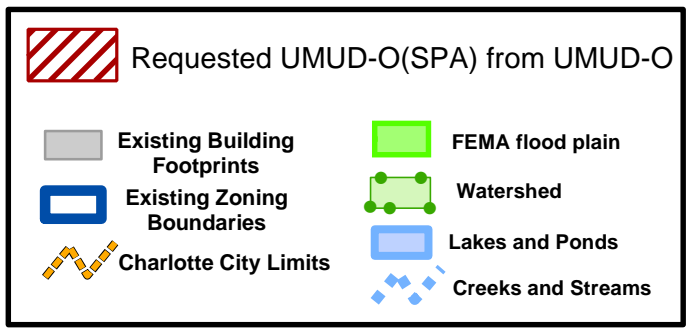 Requested UMUD-O(SPA) from UMUD-O
Existing Building
Footprints
Existing Zoning
Boundaries
Charlotte City Limits
FEMA flood plain
Watershed
Lakes and Ponds
Creeks and Streams